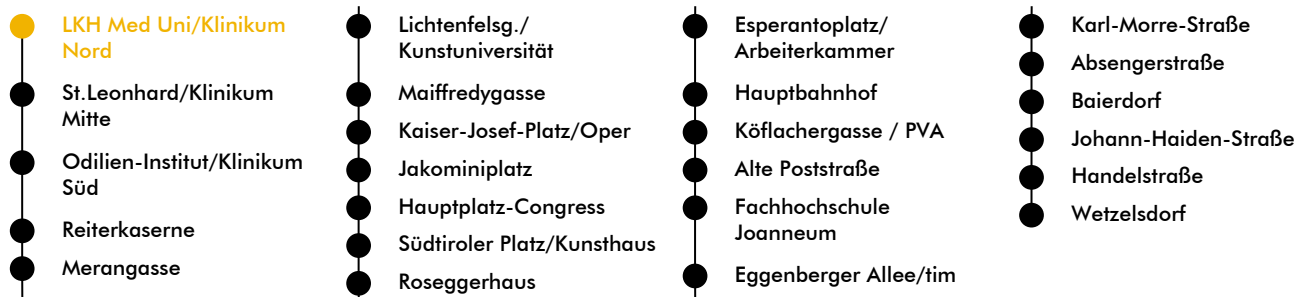 LKH Med Uni/Klinikum
Nord
St.Leonhard/Klinikum
Mitte
Odilien-Institut/Klinikum
Süd
Reiterkaserne
Merangasse
Lichtenfelsg./
Kunstuniversität
Maiffredygasse
Kaiser-Josef-Platz/Oper
Jakominiplatz
Hauptplatz-Congress
Südtiroler Platz/Kunsthaus
Roseggerhaus
Esperantoplatz/
Arbeiterkammer
Hauptbahnhof
Köflachergasse / PVA
Alte Poststraße
Fachhochschule
Joanneum
Eggenberger Allee/tim
Karl-Morre-Straße
Absengerstraße
Baierdorf
Johann-Haiden-Straße
Handelstraße
Wetzelsdorf